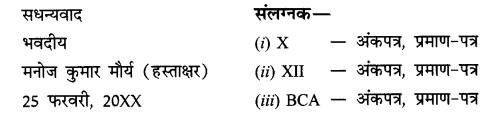 सधन्यवाद
भवदीय
मनोज कुमार मौर्य (हस्ताक्षर)
25 फरवरी, 20XX
संलग्नक—
(i) X — अंकपत्र, प्रमाण-पत्र
(ii) XII — अंकपत्र, प्रमाण-पत्र
(iii) BCA — अंकपत्र, प्रमाण-पत्र